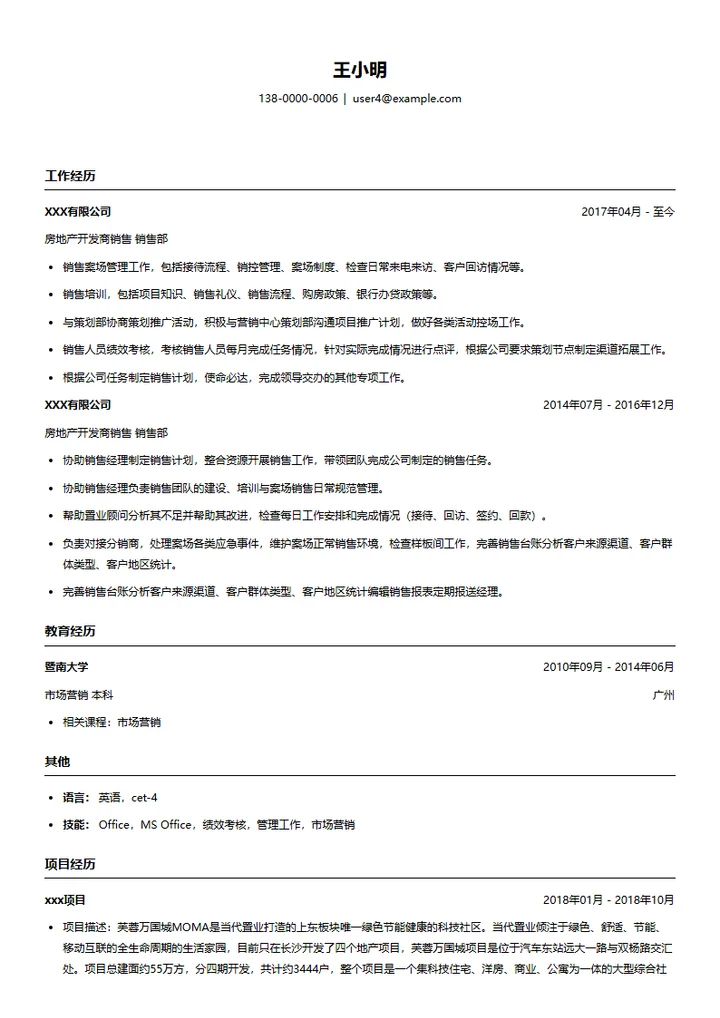 王小明
138-0000-0006 | user4@example.com
工作经历
XXX有限公司 2017年04月 - 至今
房地产开发商销售 销售部
• 销售案场管理工作，包括接待流程、销控管理、案场制度、检查日常来电来访、客户回访情况等。
• 销售培训，包括项目知识、销售礼仪、销售流程、购房政策、银行办贷政策等。
• 与策划部协商策划推广活动，积极与营销中心策划部沟通项目推广计划，做好各类活动控场工作。
• 销售人员绩效考核，考核销售人员每月完成任务情况，针对实际完成情况进行点评，根据公司要求策划节点制定渠道拓展工作。
• 根据公司任务制定销售计划，使命必达，完成领导交办的其他专项工作。
XXX有限公司 2014年07月 - 2016年12月
房地产开发商销售 销售部
• 协助销售经理制定销售计划，整合资源开展销售工作，带领团队完成公司制定的销售任务。
• 协助销售经理负责销售团队的建设、培训与案场销售日常规范管理。
• 帮助置业顾问分析其不足并帮助其改进，检查每日工作安排和完成情况（接待、回访、签约、回款）。
• 负责对接分销商，处理案场各类应急事件，维护案场正常销售环境，检查样板间工作，完善销售台账分析客户来源渠道、客户群
体类型、客户地区统计。
• 完善销售台账分析客户来源渠道、客户群体类型、客户地区统计编辑销售报表定期报送经理。
教育经历
暨南大学 2010年09月 - 2014年06月
市场营销 本科 广州
• 相关课程：市场营销
其他
• 语言： 英语，cet-4
• 技能： Office，MS Office，绩效考核，管理工作，市场营销
项目经历
xxx项目 2018年01月 - 2018年10月
• 项目描述：芙蓉万国城MOMA是当代置业打造的上东板块唯一绿色节能健康的科技社区。当代置业倾注于绿色、舒适、节能、
移动互联的全生命周期的生活家园，目前只在长沙开发了四个地产项目，芙蓉万国城项目是位于汽车东站远大一路与双杨路交汇
处。项目总建面约55万方，分四期开发，共计约3444户，整个项目是一个集科技住宅、洋房、商业、公寓为一体的大型综合社